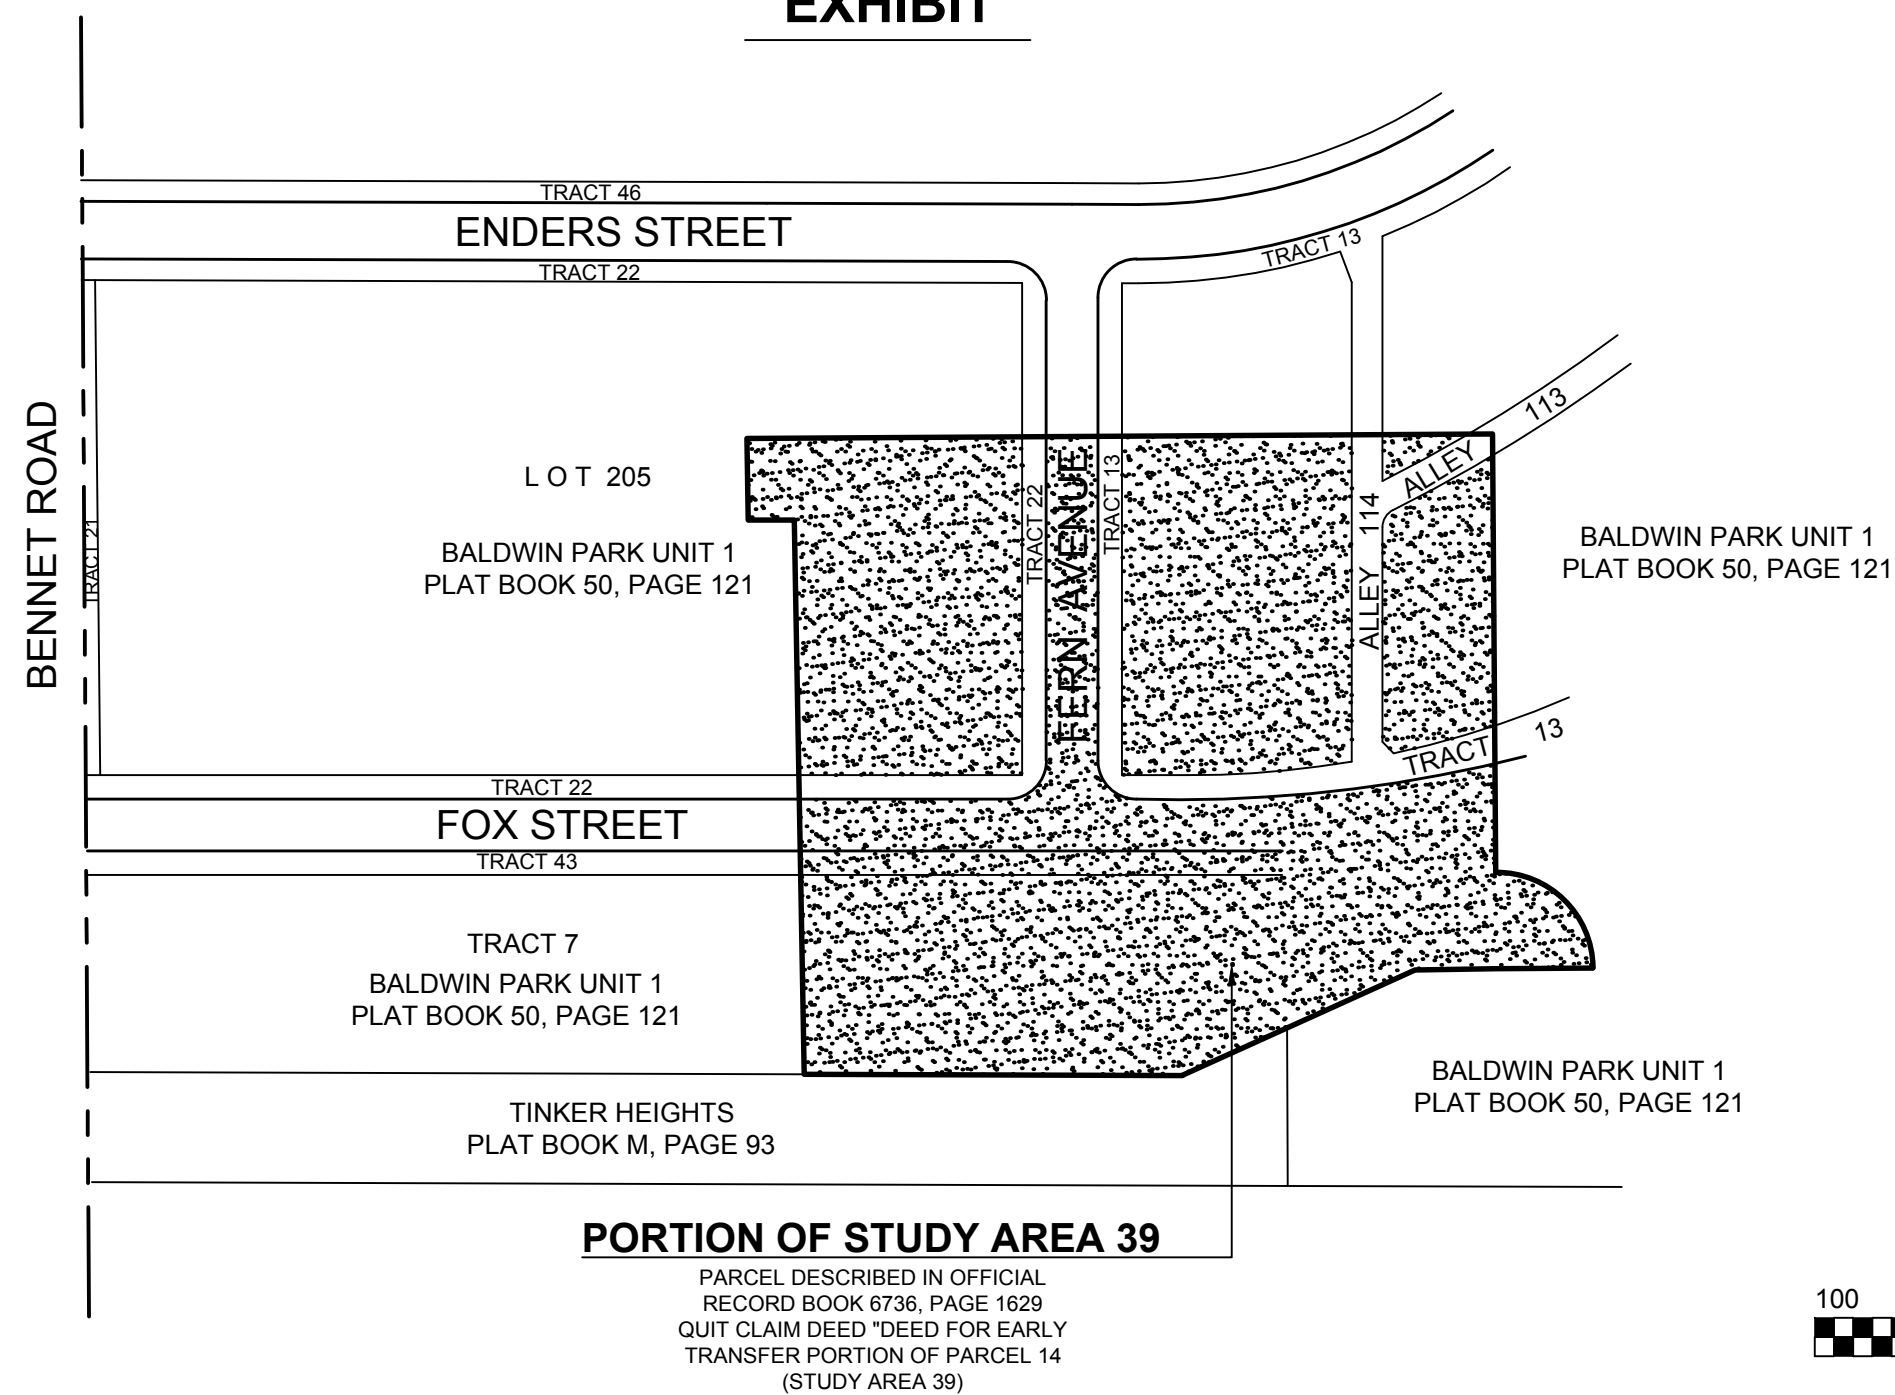 EXHIBIT
TRACT 46
ENDERS STREET
TRACT 22
TRACT 13
BENNET ROAD
TRACT 21
L O T 205
BALDWIN PARK UNIT 1
PLAT BOOK 50, PAGE 121
TRACT 22
FERN AVENUE
TRACT 13
ALLEY 114
ALLEY 113
BALDWIN PARK UNIT 1
PLAT BOOK 50, PAGE 121
TRACT 13
TRACT 22
FOX STREET
TRACT 43
TRACT 7
BALDWIN PARK UNIT 1
PLAT BOOK 50, PAGE 121
BALDWIN PARK UNIT 1
PLAT BOOK 50, PAGE 121
TINKER HEIGHTS
PLAT BOOK M, PAGE 93
PORTION OF STUDY AREA 39
PARCEL DESCRIBED IN OFFICIAL
RECORD BOOK 6736, PAGE 1629
QUIT CLAIM DEED "DEED FOR EARLY
TRANSFER PORTION OF PARCEL 14
(STUDY AREA 39)
100